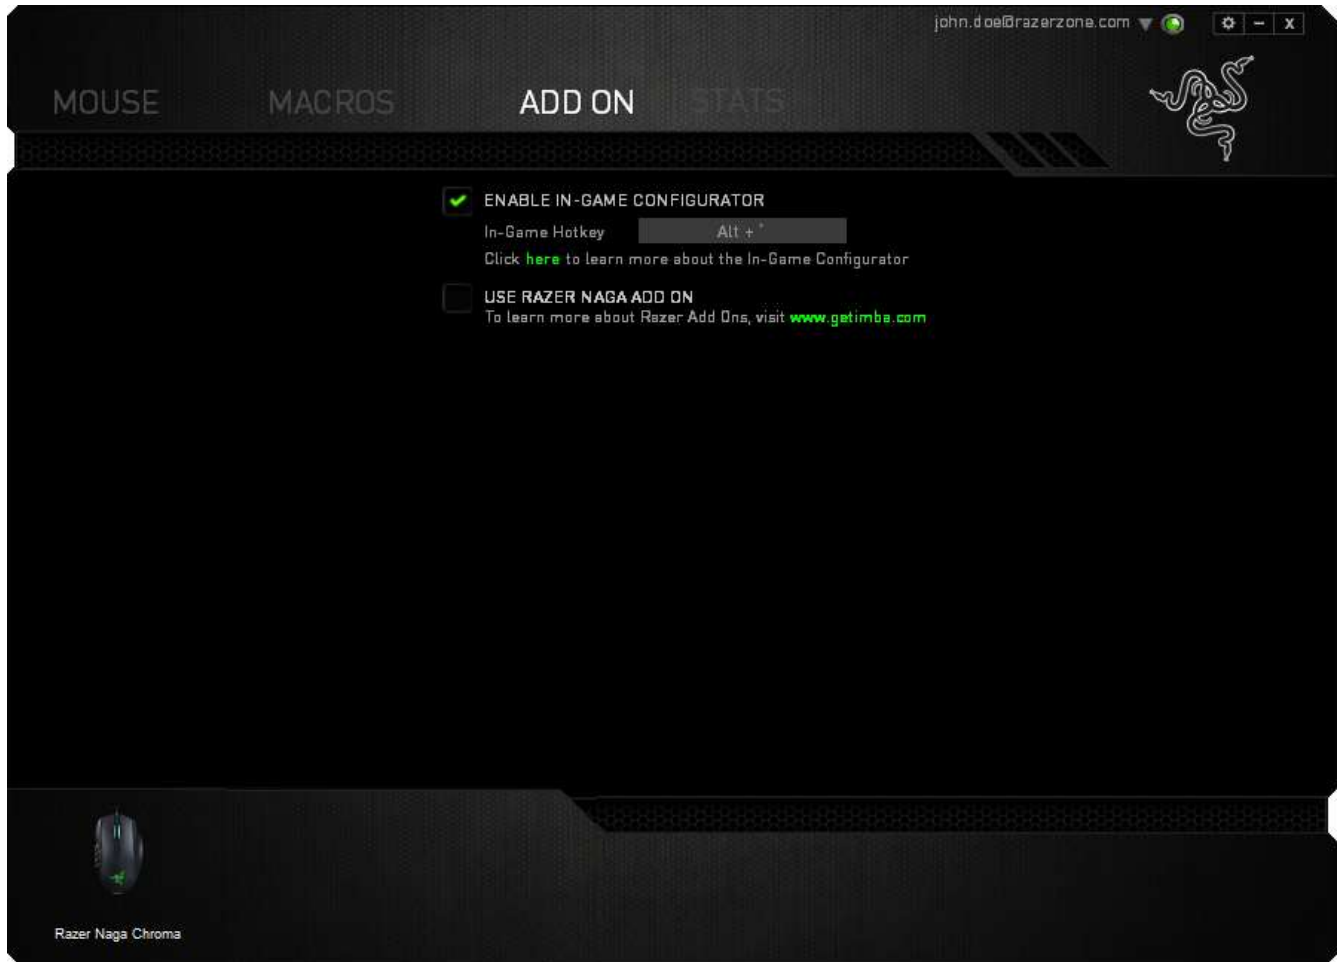 john.doe@razerzone.com
MOUSE MACROS ADD ON STATS
ENABLE IN-GAME CONFIGURATOR
In-Game Hotkey Alt + `
Click here to learn more about the In-Game Configurator
USE RAZER NAGA ADD ON
To learn more about Razer Add Ons, visit www.getimba.com
Razer Naga Chroma